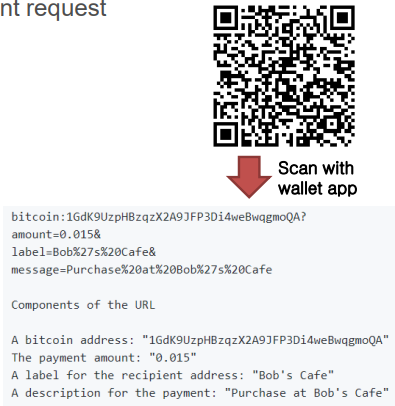 nt request
Scan with
wallet app
bitcoin:1GdK9UzpHBzqzX2A9JFP3Di4weBwqgmoQA?
amount=0.015&
label=Bob%27s%20Cafe&
message=Purchase%20at%20Bob%27s%20Cafe
Components of the URL
A bitcoin address: "1GdK9UzpHBzqzX2A9JFP3Di4weBwqgmoQA"
The payment amount: "0.015"
A label for the recipient address: "Bob's Cafe"
A description for the payment: "Purchase at Bob's Cafe"